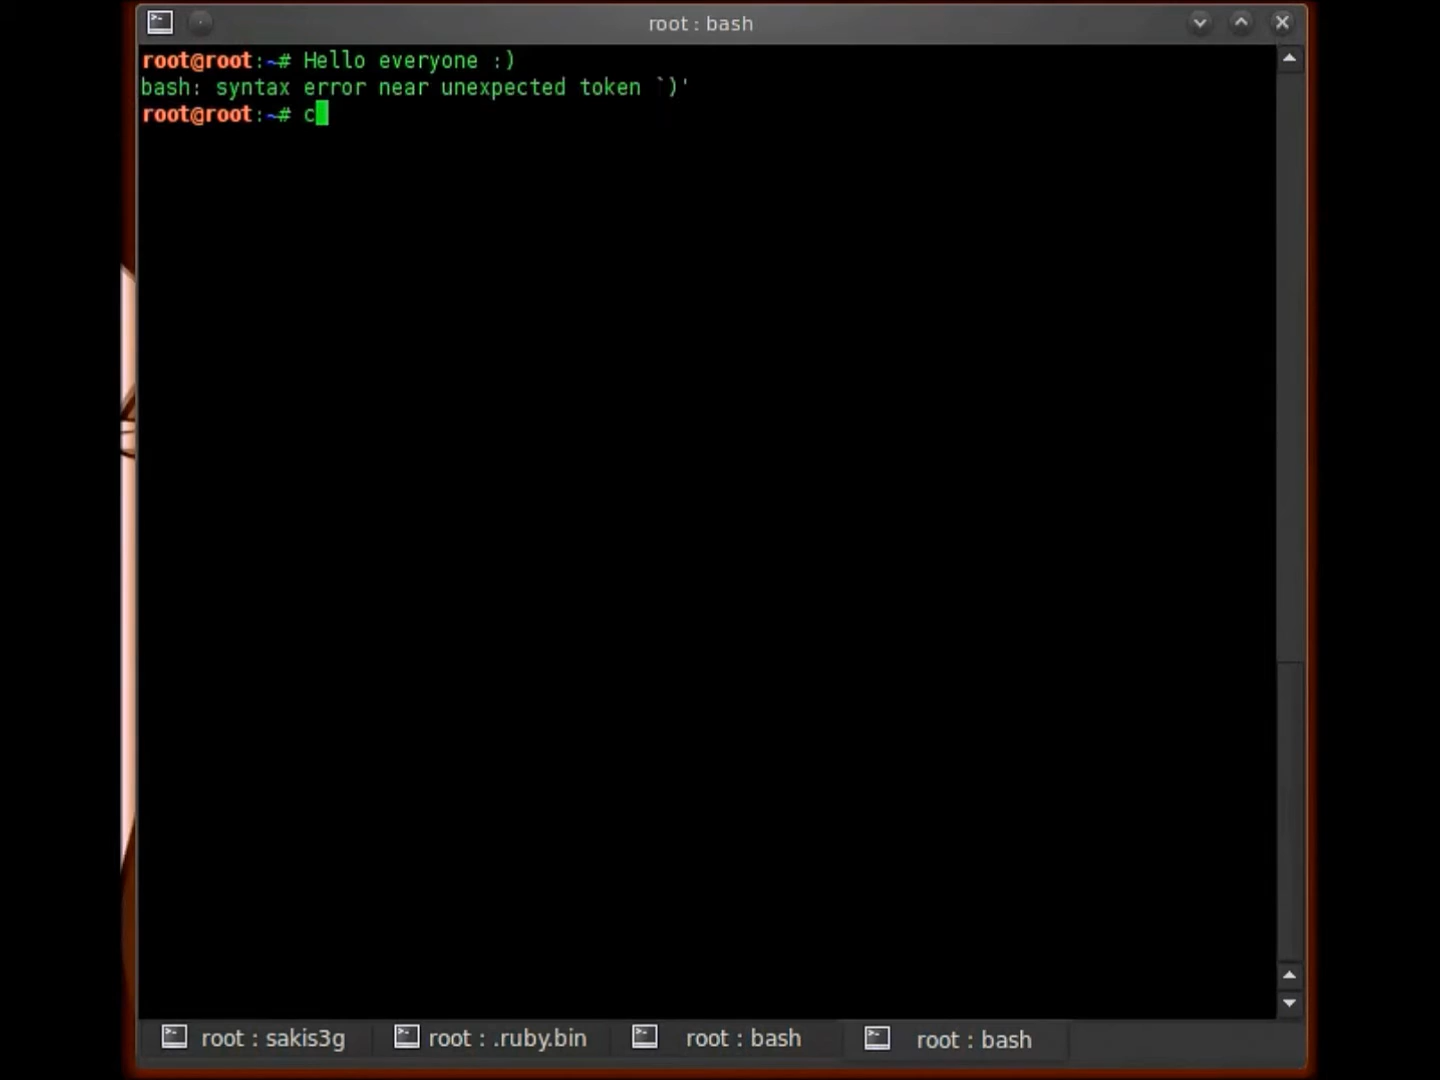 root : bash
root@root:~# Hello everyone :)
bash: syntax error near unexpected token `)'
root@root:~# c
root : sakis3g
root : .ruby.bin
root : bash
root : bash